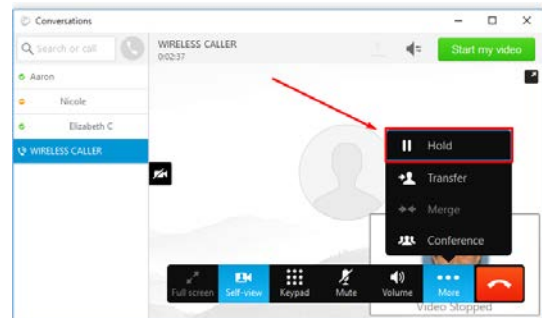 Conversations
Search or call
WIRELESS CALLER
0:02:37
Start my video
Aaron
Nicole
Elizabeth C
WIRELESS CALLER
Hold
Transfer
Merge
Conference
Full screen
Self-view
Keypad
Mute
Volume
More
Video Stopped